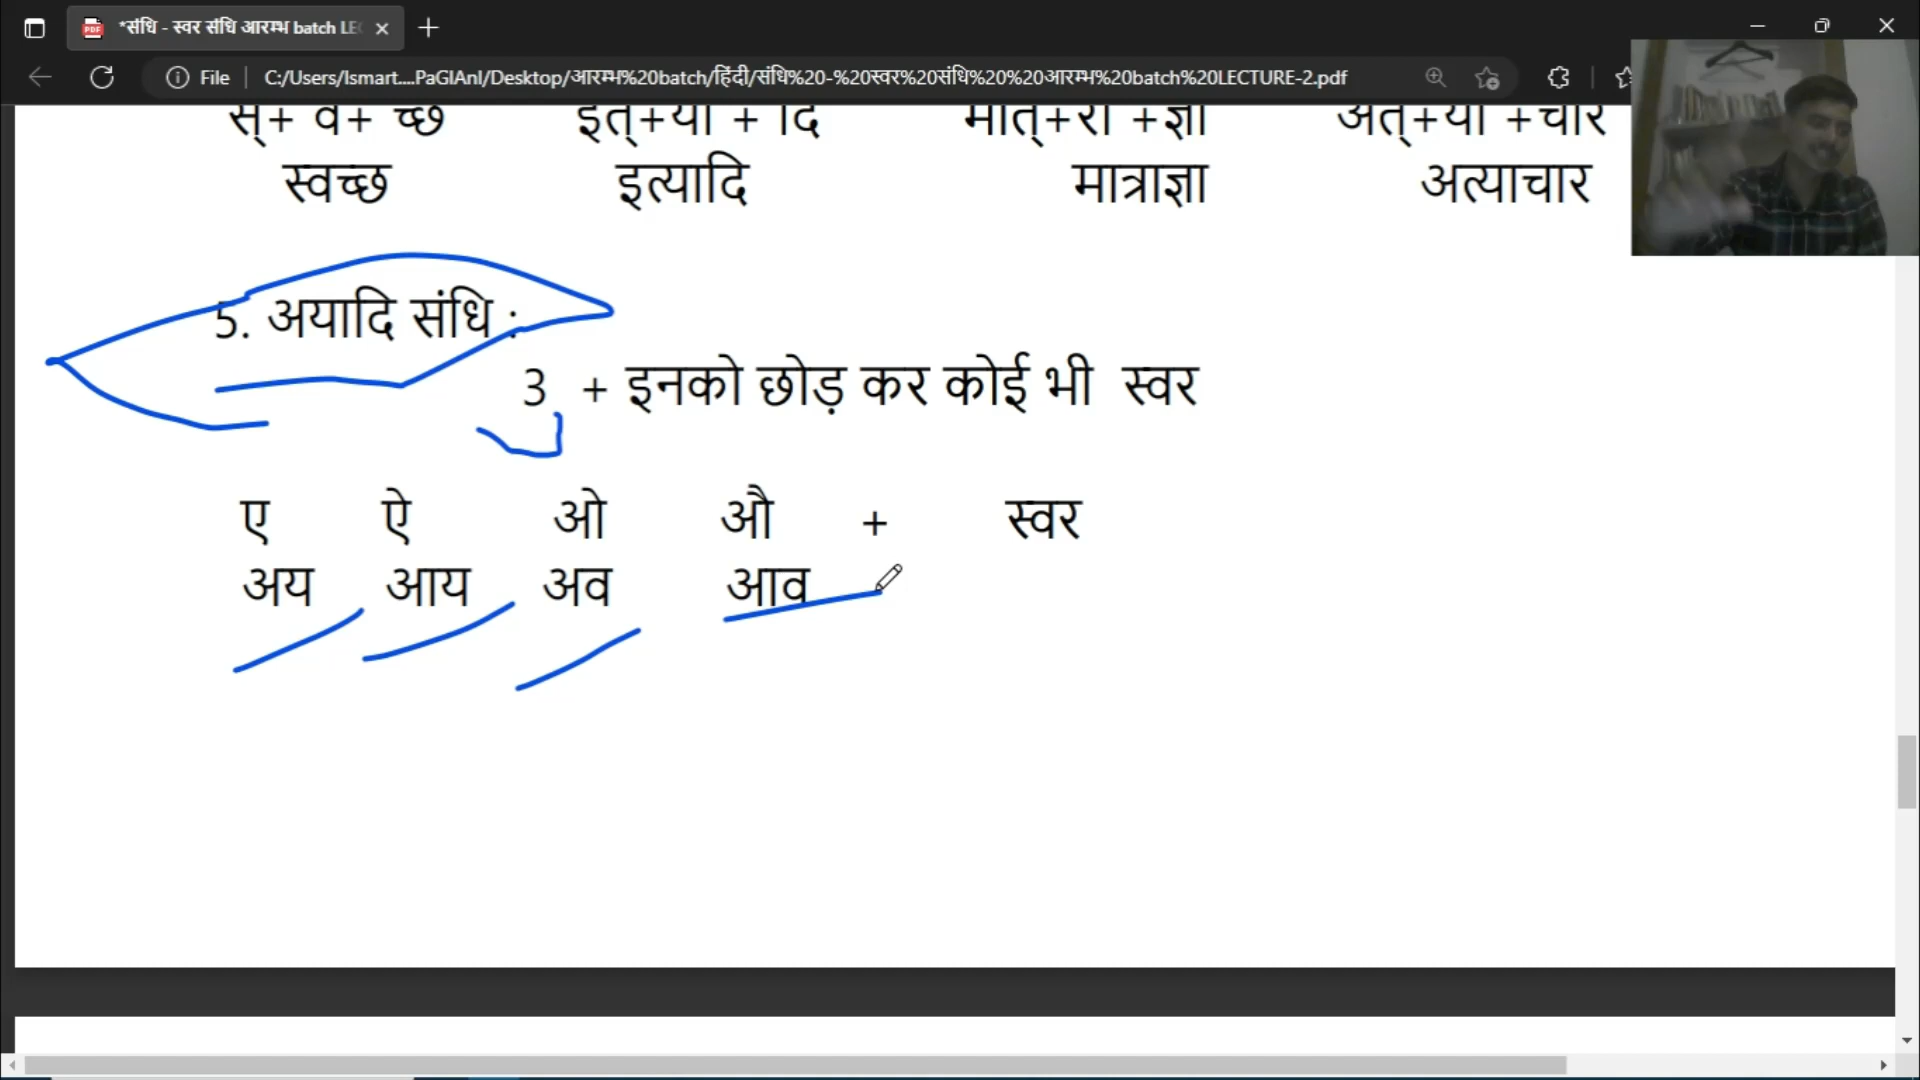 *संधि - स्वर संधि आरम्भ batch LE
File
C:/Users/Ismart....PaGlAnI/Desktop/आरम्भ%20batch/हिंदी/संधि%20-%20स्वर%20संधि%20%20आरम्भ%20batch%20LECTURE-2.pdf
स्+ व+ च्छ इत्+या + दि मात्+रा +ज्ञा अत्+या +चार
स्वच्छ इत्यादि मात्राज्ञा अत्याचार
5. अयादि संधि :
3 + इनको छोड़ कर कोई भी स्वर
ए ऐ ओ औ + स्वर
अय आय अव आव